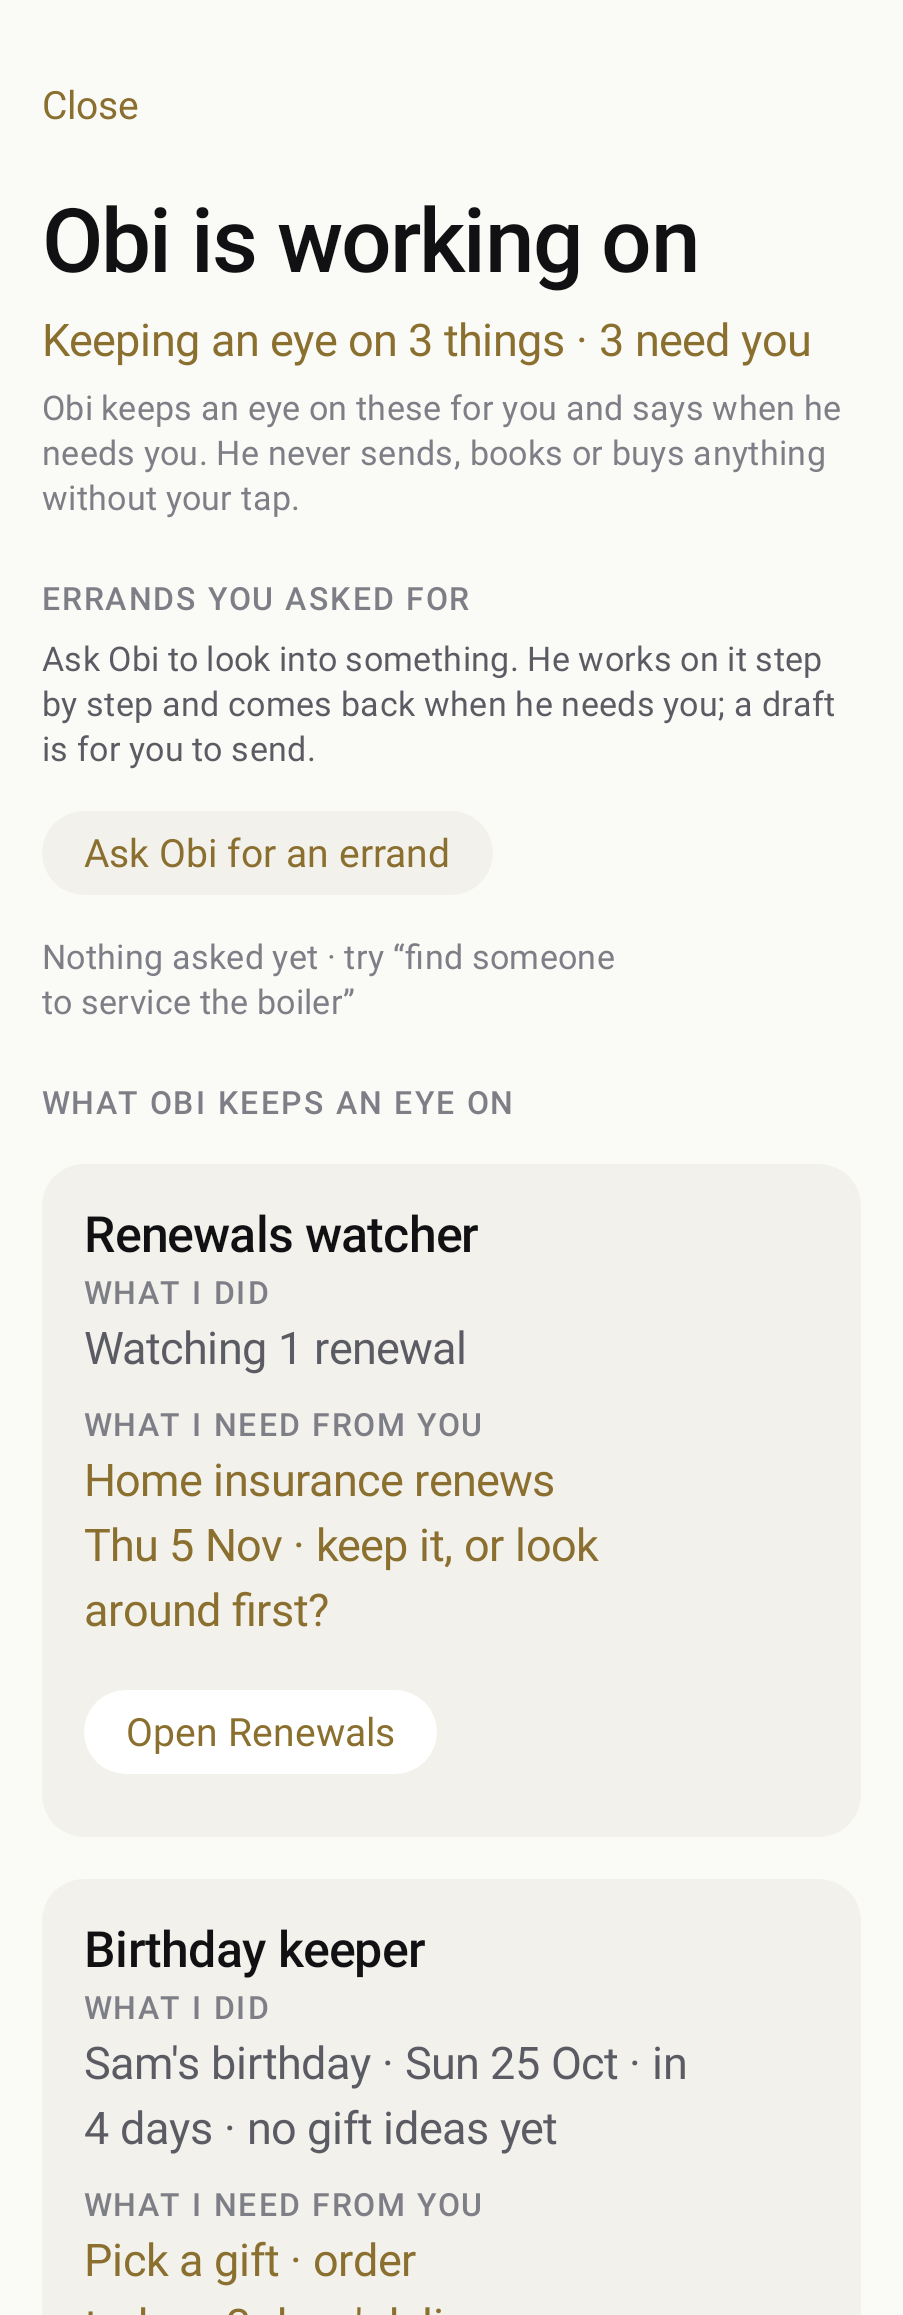 Close
Obi is working on
Keeping an eye on 3 things · 3 need you
Obi keeps an eye on these for you and says when he
needs you. He never sends, books or buys anything
without your tap.
ERRANDS YOU ASKED FOR
Ask Obi to look into something. He works on it step
by step and comes back when he needs you; a draft
is for you to send.
Ask Obi for an errand
Nothing asked yet · try “find someone
to service the boiler”
WHAT OBI KEEPS AN EYE ON
Renewals watcher
WHAT I DID
Watching 1 renewal
WHAT I NEED FROM YOU
Home insurance renews
Thu 5 Nov · keep it, or look
around first?
Open Renewals
Birthday keeper
WHAT I DID
Sam's birthday · Sun 25 Oct · in
4 days · no gift ideas yet
WHAT I NEED FROM YOU
Pick a gift · order